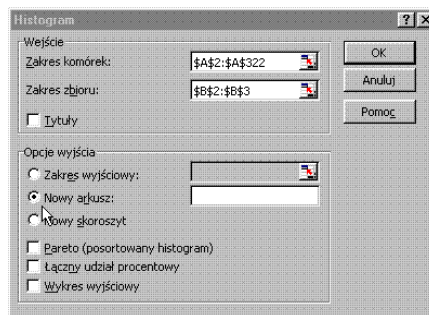 Histogram
Wejście
Zakres komórek: $A$2:$A$322
Zakres zbioru: $B$2:$B$3
Tytuły
OK
Anuluj
Pomoc
Opcje wyjścia
Zakres wyjściowy:
Nowy arkusz:
Nowy skoroszyt
Pareto (posortowany histogram)
Łączny udział procentowy
Wykres wyjściowy